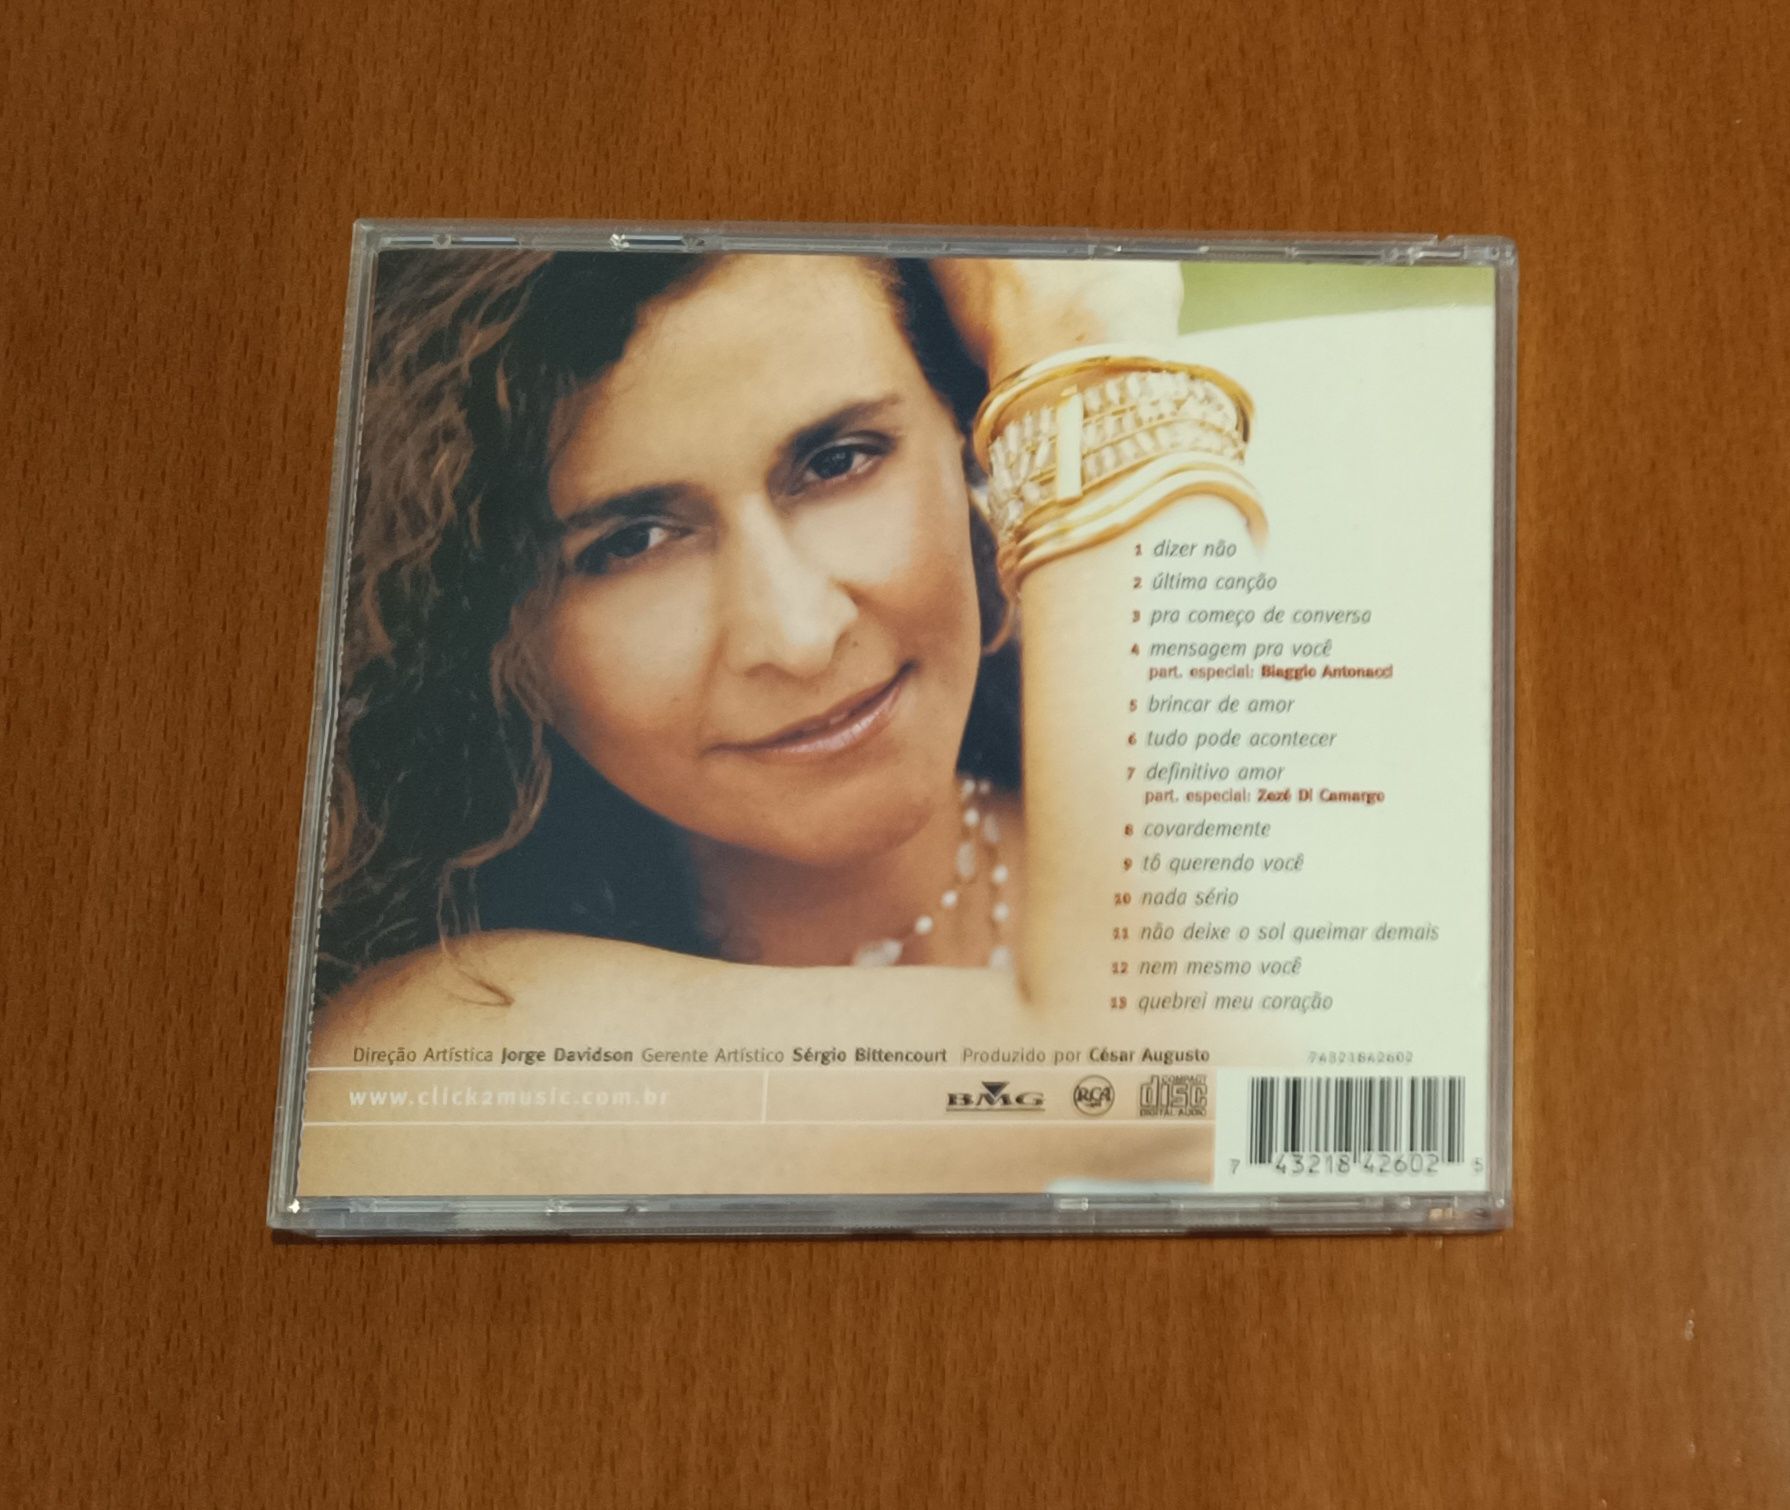 1 dizer não
2 última canção
3 pra começo de conversa
4 mensagem pra você
part. especial: Biaggio Antonacci
5 brincar de amor
6 tudo pode acontecer
7 definitivo amor
part. especial: Zezé Di Camargo
8 covardemente
9 tô querendo você
10 nada sério
11 não deixe o sol queimar demais
12 nem mesmo você
13 quebrei meu coração
Direção Artística Jorge Davidson Gerente Artístico Sérgio Bittencourt Produzido por César Augusto
74321842602
www.click2music.com.br
BMG RCA COMPACT disc DIGITAL AUDIO
7 43218 42602 5